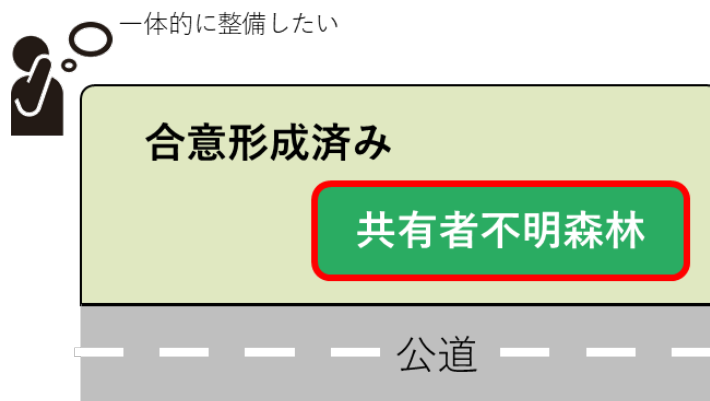 一体的に整備したい
合意形成済み
共有者不明森林
公道